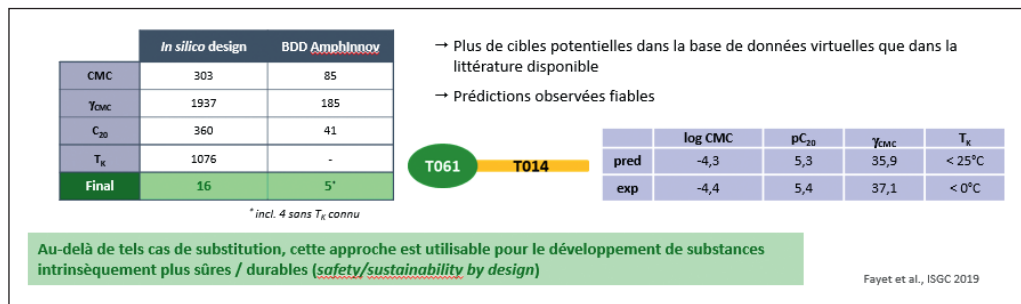 In silico design BDD AmphInnov
CMC 303 85
γCMC 1937 185
C20 360 41
TK 1076 -
Final 16 5*
* incl. 4 sans TK connu
→ Plus de cibles potentielles dans la base de données virtuelles que dans la
littérature disponible
→ Prédictions observées fiables
T061 T014
log CMC pC20 γCMC TK
pred -4,3 5,3 35,9 < 25°C
exp -4,4 5,4 37,1 < 0°C
Au-delà de tels cas de substitution, cette approche est utilisable pour le développement de substances
intrinsèquement plus sûres / durables (safety/sustainability by design)
Fayet et al., ISGC 2019